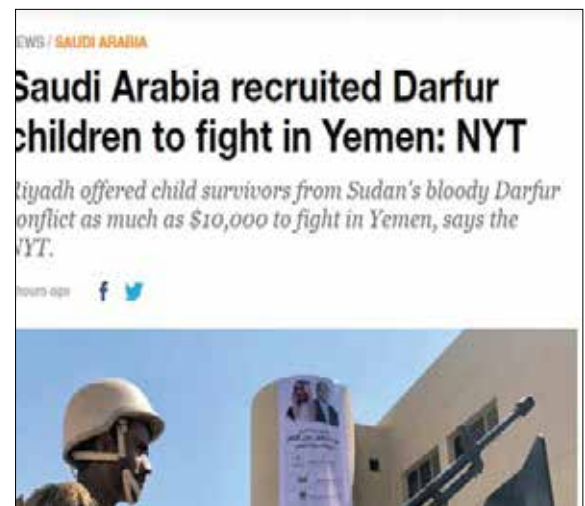 EWS / SAUDI ARABIA
Saudi Arabia recruited Darfur
children to fight in Yemen: NYT
Riyadh offered child survivors from Sudan's bloody Darfur
conflict as much as $10,000 to fight in Yemen, says the
NYT.
hours ago